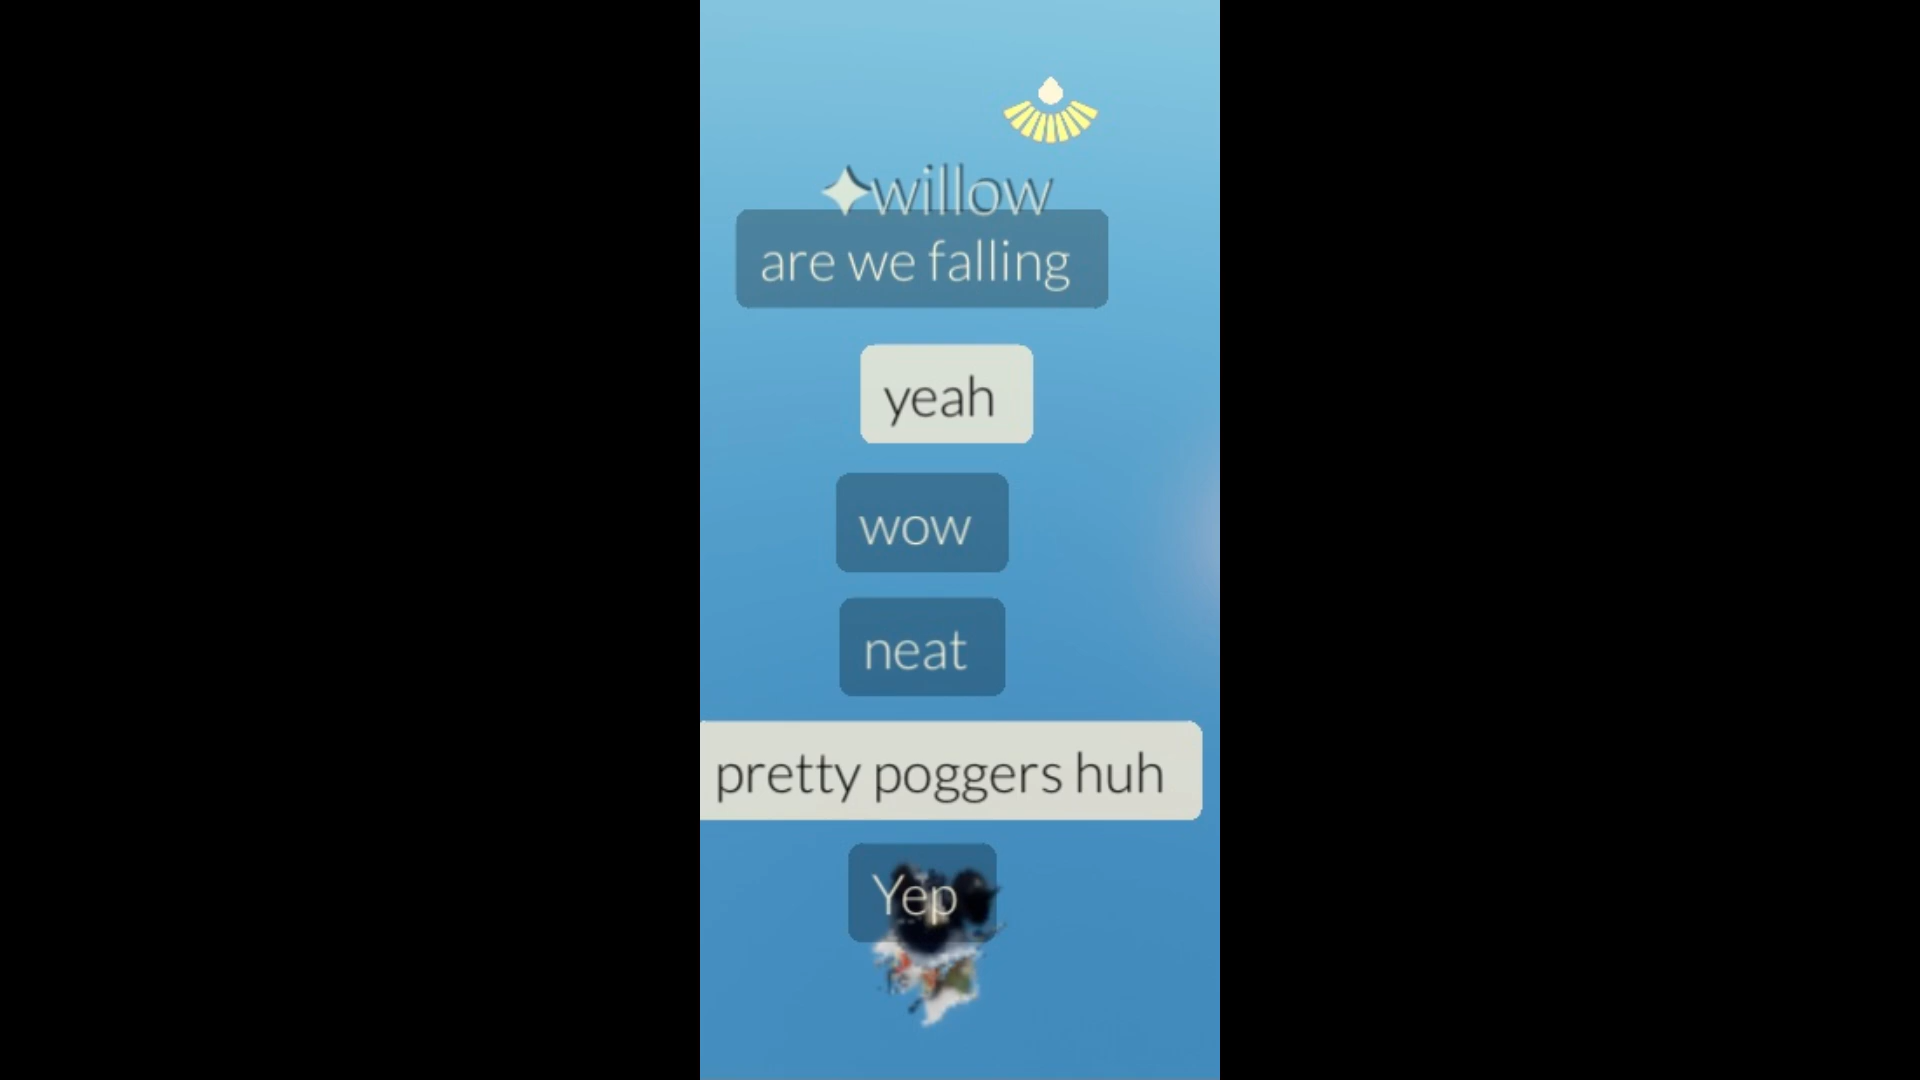 ✦willow
are we falling
yeah
wow
neat
pretty poggers huh
Yep